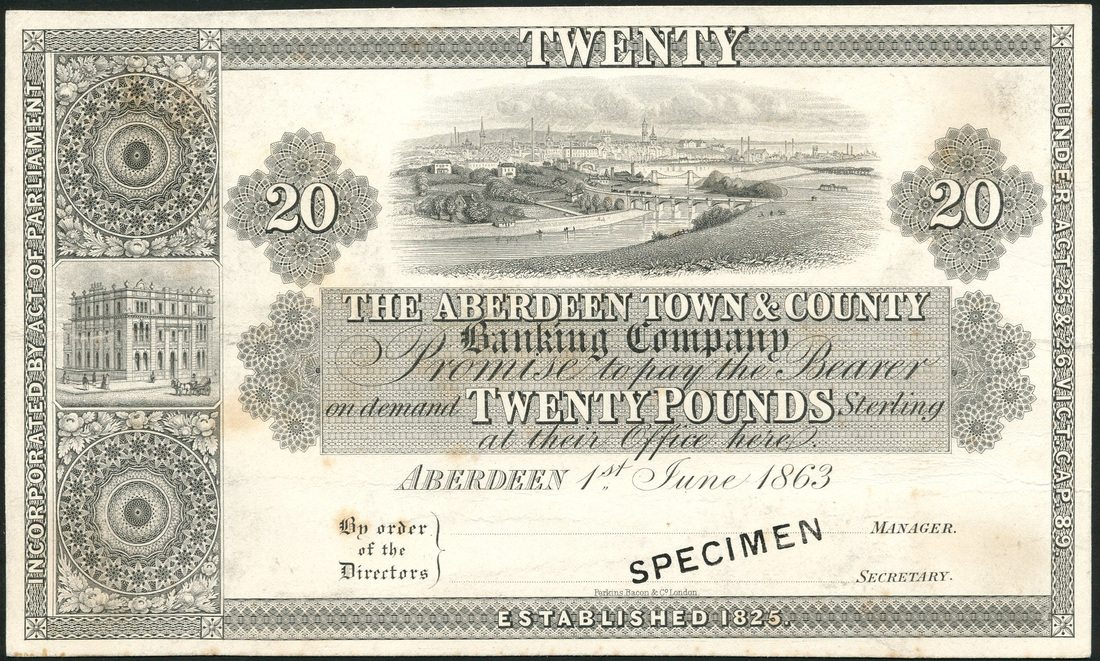 TWENTY
INCORPORATED BY ACT OF PARLIAMENT
UNDER ACT 25 & 26 VICT. CAP. 89
20
20
THE ABERDEEN TOWN & COUNTY
Banking Company
Promise to pay the Bearer
on demand TWENTY POUNDS Sterling
at their Office here.
ABERDEEN 1st June 1863
By order
of the
Directors
MANAGER.
SPECIMEN
SECRETARY.
Perkins, Bacon & Co London.
ESTABLISHED 1825.